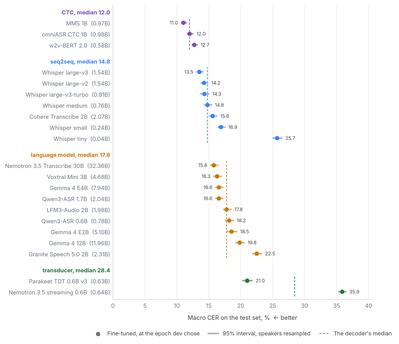 CTC, median 12.0
MMS 1B (0.97B) 11.0
omniASR CTC 1B (0.98B) 12.0
w2v-BERT 2.0 (0.58B) 12.7
seq2seq, median 14.8
Whisper large-v3 (1.54B) 13.5
Whisper large-v2 (1.54B) 14.2
Whisper large-v3-turbo (0.81B) 14.3
Whisper medium (0.76B) 14.8
Cohere Transcribe 2B (2.07B) 15.6
Whisper small (0.24B) 16.9
Whisper tiny (0.04B) 25.7
language model, median 17.8
Nemotron 3.5 Transcribe 30B (32.36B) 15.8
Voxtral Mini 3B (4.68B) 16.3
Gemma 4 E4B (7.94B) 16.6
Qwen3-ASR 1.7B (2.04B) 16.6
LFM3-Audio 2B (1.98B) 17.8
Qwen3-ASR 0.6B (0.78B) 18.2
Gemma 4 E2B (5.10B) 18.5
Gemma 4 12B (11.96B) 19.8
Granite Speech 5.0 2B (2.31B) 22.5
transducer, median 28.4
Parakeet TDT 0.6B v3 (0.63B) 21.0
Nemotron 3.5 streaming 0.6B (0.64B) 35.9
0 5 10 15 20 25 30 35 40
Macro CER on the test set, % ← better
Fine-tuned, at the epoch dev chose 95% interval, speakers resampled The decoder's median